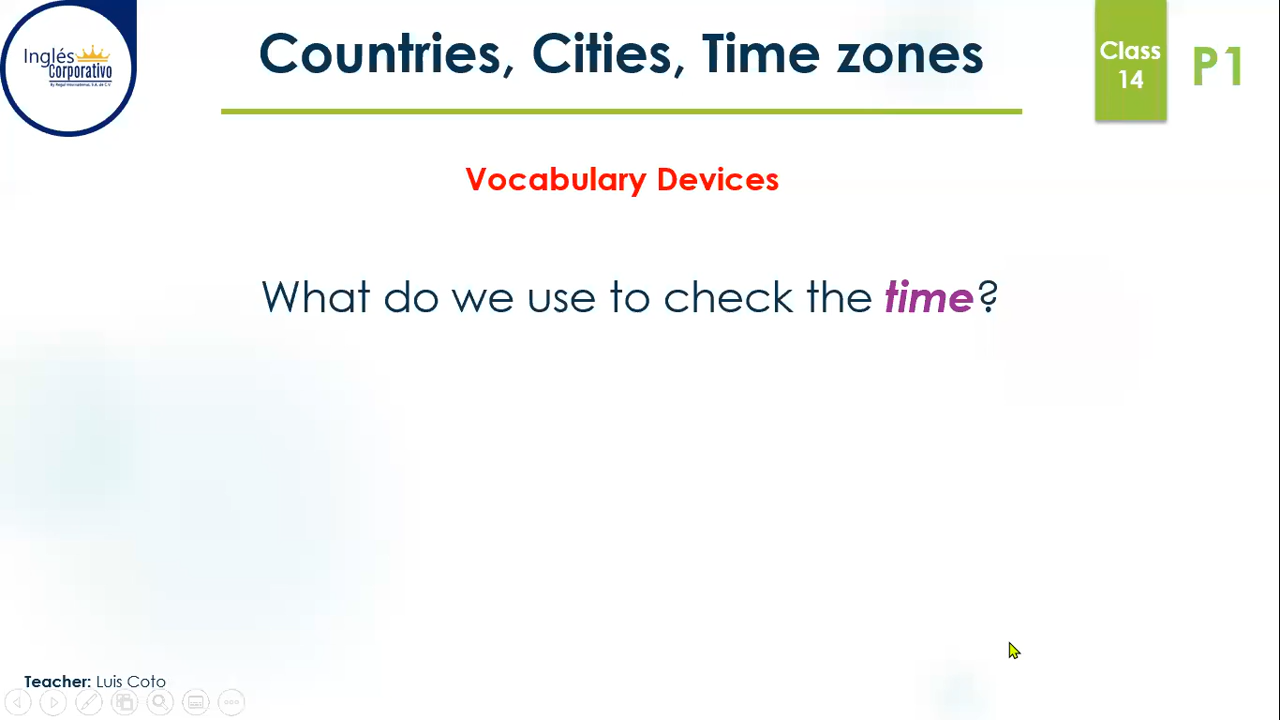 Inglés
Corporativo
Countries, Cities, Time zones
Class
14
P1
Vocabulary Devices
What do we use to check the time?
Teacher: Luis Coto